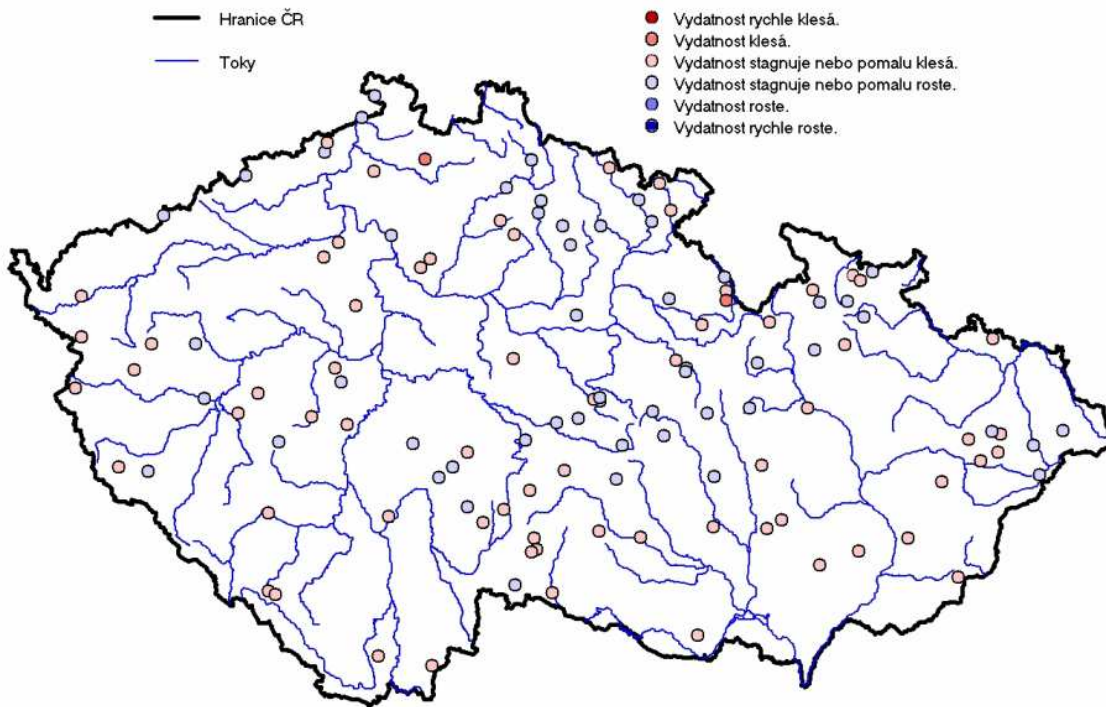 Hranice ČR
Toky
Vydatnost rychle klesá.
Vydatnost klesá.
Vydatnost stagnuje nebo pomalu klesá.
Vydatnost stagnuje nebo pomalu roste.
Vydatnost roste.
Vydatnost rychle roste.